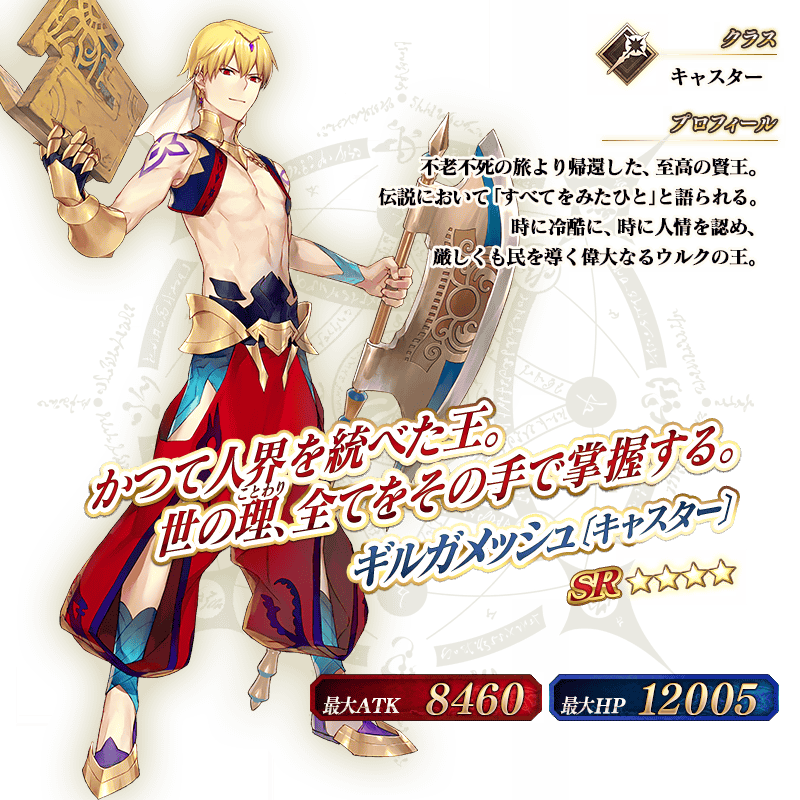 クラス
キャスター
プロフィール
不老不死の旅より帰還した、至高の賢王。
伝説において「すべてをみたひと」と語られる。
時に冷酷に、時に人情を認め、
厳しくも民を導く偉大なるウルクの王。
かつて人界を統べた王。
ことわり
世の理、全てをその手で掌握する。
ギルガメッシュ〔キャスター〕
SR
最大ATK 8460
最大HP 12005